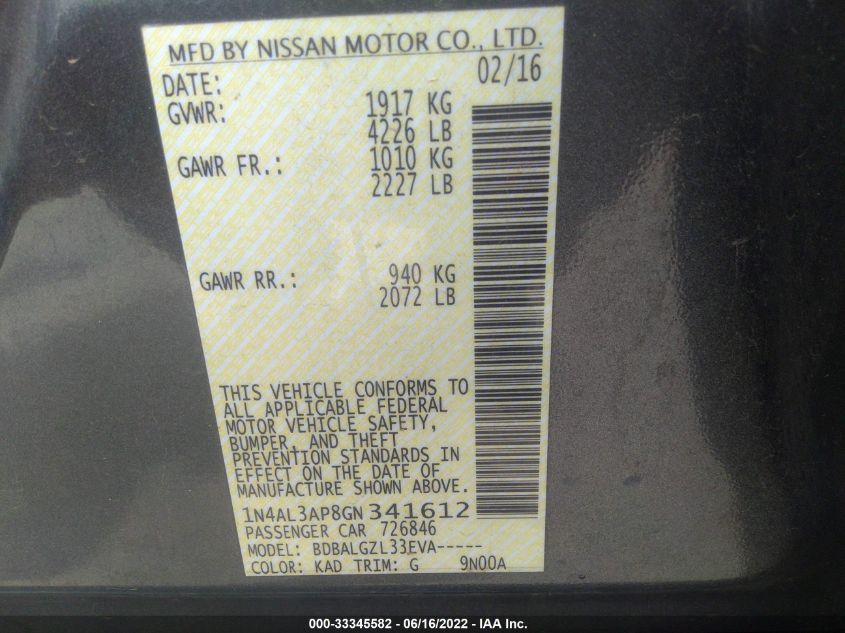 MFD BY NISSAN MOTOR CO., LTD.
DATE: 02/16
GVWR: 1917 KG
4226 LB
GAWR FR.: 1010 KG
2227 LB
GAWR RR.: 940 KG
2072 LB
THIS VEHICLE CONFORMS TO
ALL APPLICABLE FEDERAL
MOTOR VEHICLE SAFETY,
BUMPER, AND THEFT
PREVENTION STANDARDS IN
EFFECT ON THE DATE OF
MANUFACTURE SHOWN ABOVE.
1N4AL3AP8GN 341612
PASSENGER CAR 726846
MODEL: BDBALGZL33EVA-----
COLOR: KAD TRIM: G 9N00A
000-33345582 - 06/16/2022 - IAA Inc.